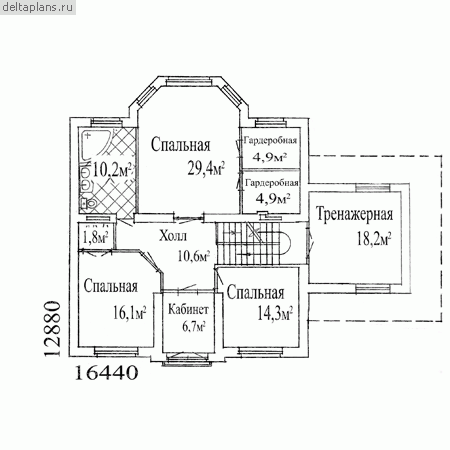 deltaplans.ru
Спальная
29,4м²
Гардеробная
4,9м²
Гардеробная
4,9м²
10,2м²
Тренажерная
18,2м²
1,8м²
Холл
10,6м²
Спальная
16,1м²
Кабинет
6,7м²
Спальная
14,3м²
12880
16440